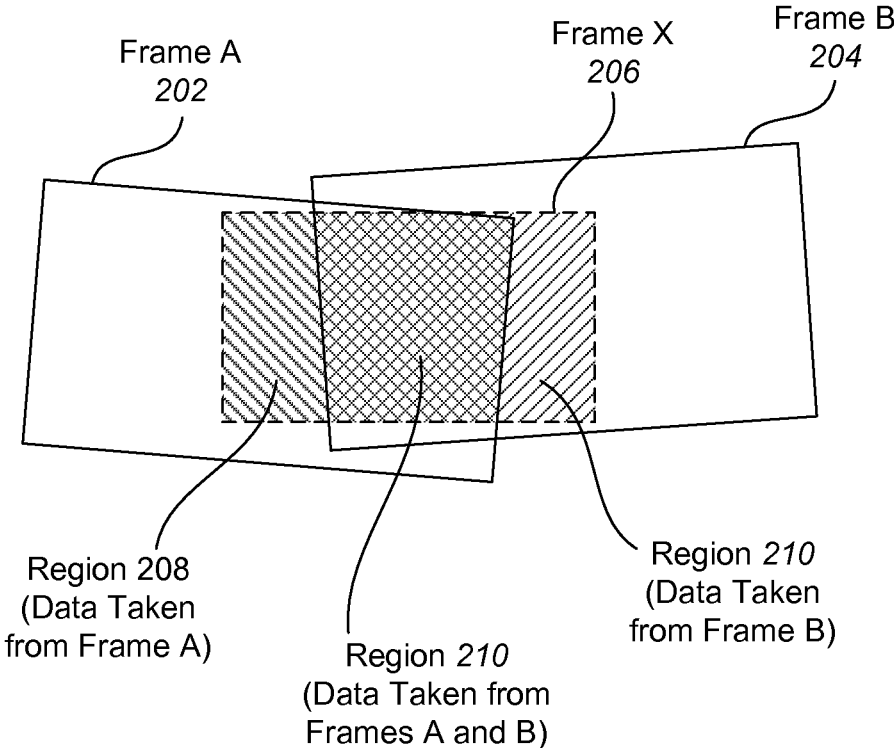 Frame A
202
Frame X
206
Frame B
204
Region 208
(Data Taken
from Frame A)
Region 210
(Data Taken from
Frames A and B)
Region 210
(Data Taken
from Frame B)